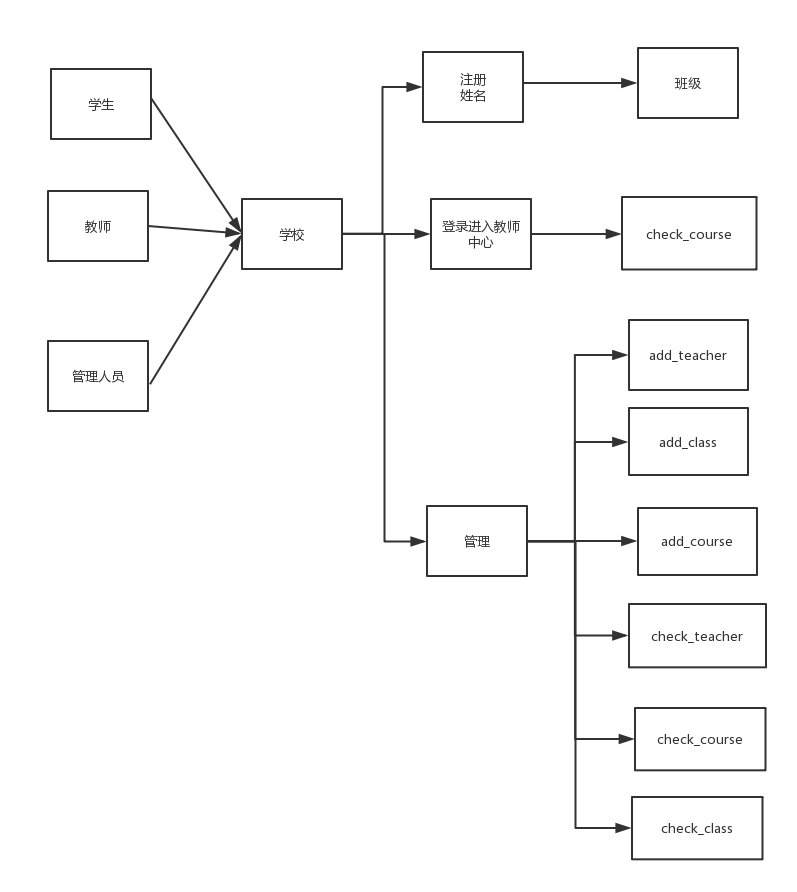 学生
教师
管理人员
学校
注册
姓名
班级
登录进入教师
中心
check_course
管理
add_teacher
add_class
add_course
check_teacher
check_course
check_class